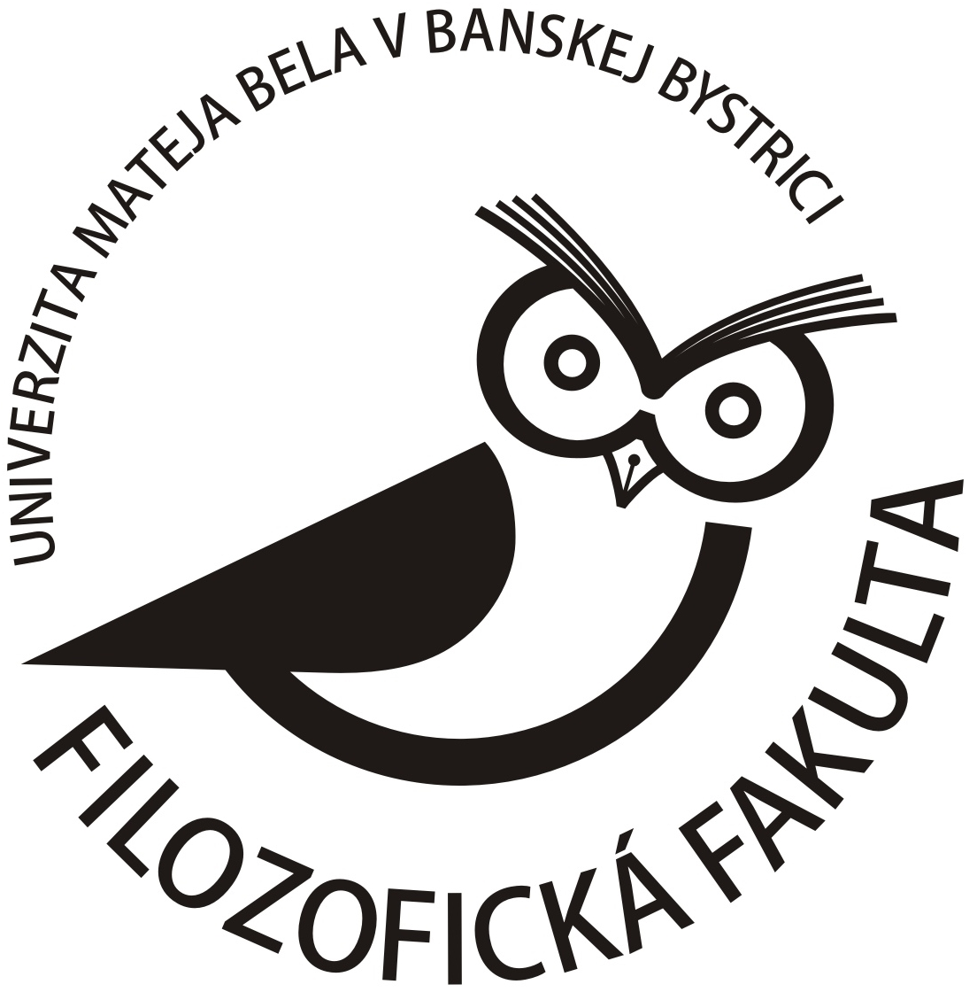 UNIVERZITA MATEJA BELA V BANSKEJ BYSTRICI
FILOZOFICKÁ FAKULTA